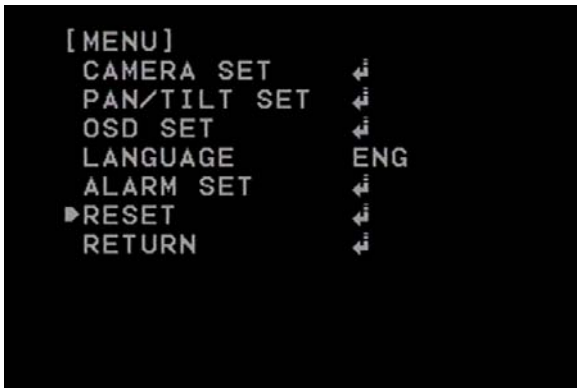 [MENU]
CAMERA SET ↲
PAN/TILT SET ↲
OSD SET ↲
LANGUAGE ENG
ALARM SET ↲
RESET ↲
RETURN ↲